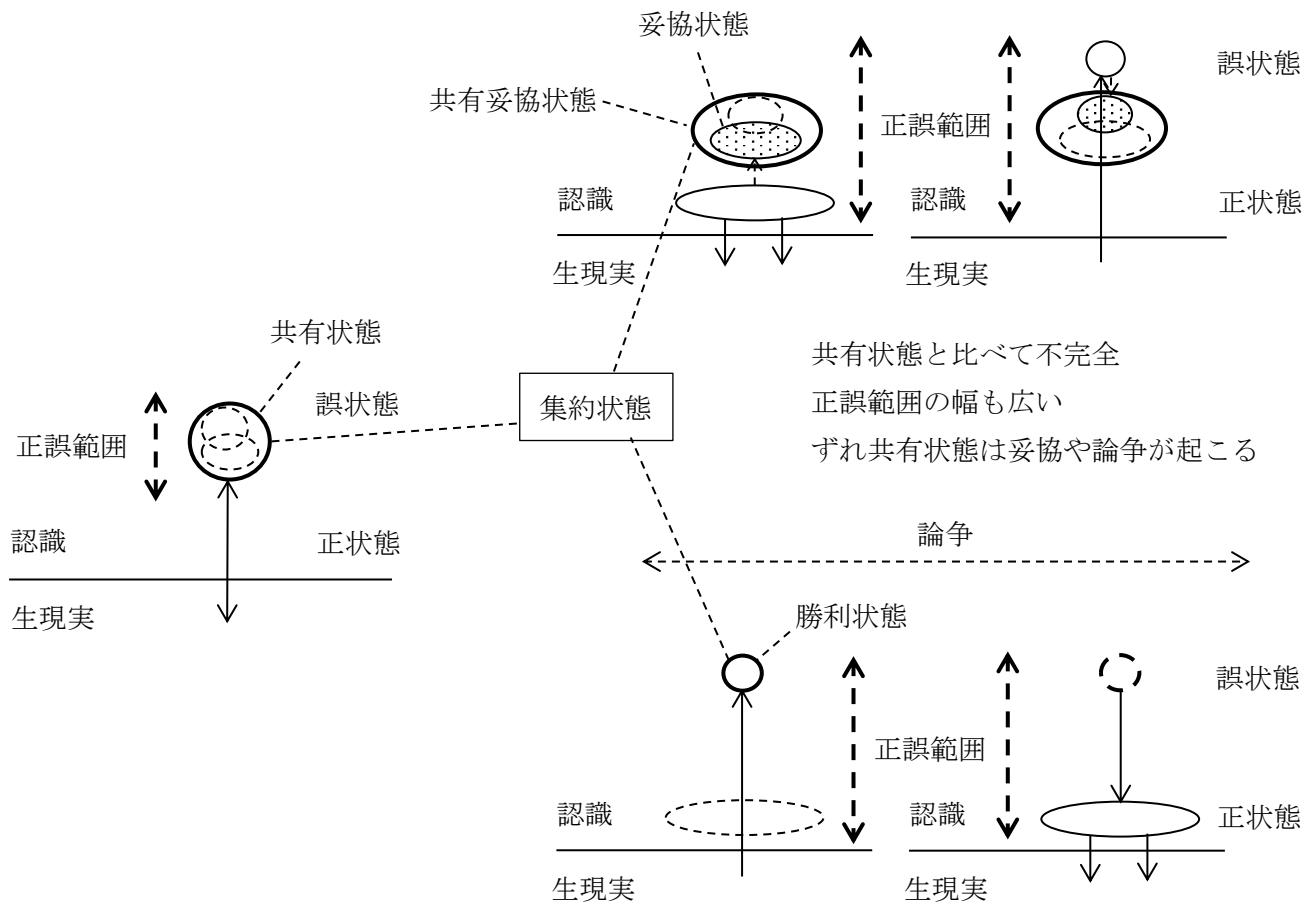 妥協状態
共有妥協状態
正誤範囲
誤状態
認識
認識
正状態
生現実
生現実
共有状態
誤状態
正誤範囲
認識
正状態
生現実
集約状態
共有状態と比べて不完全
正誤範囲の幅も広い
ずれ共有状態は妥協や論争が起こる
論争
勝利状態
誤状態
正誤範囲
認識
認識
正状態
生現実
生現実